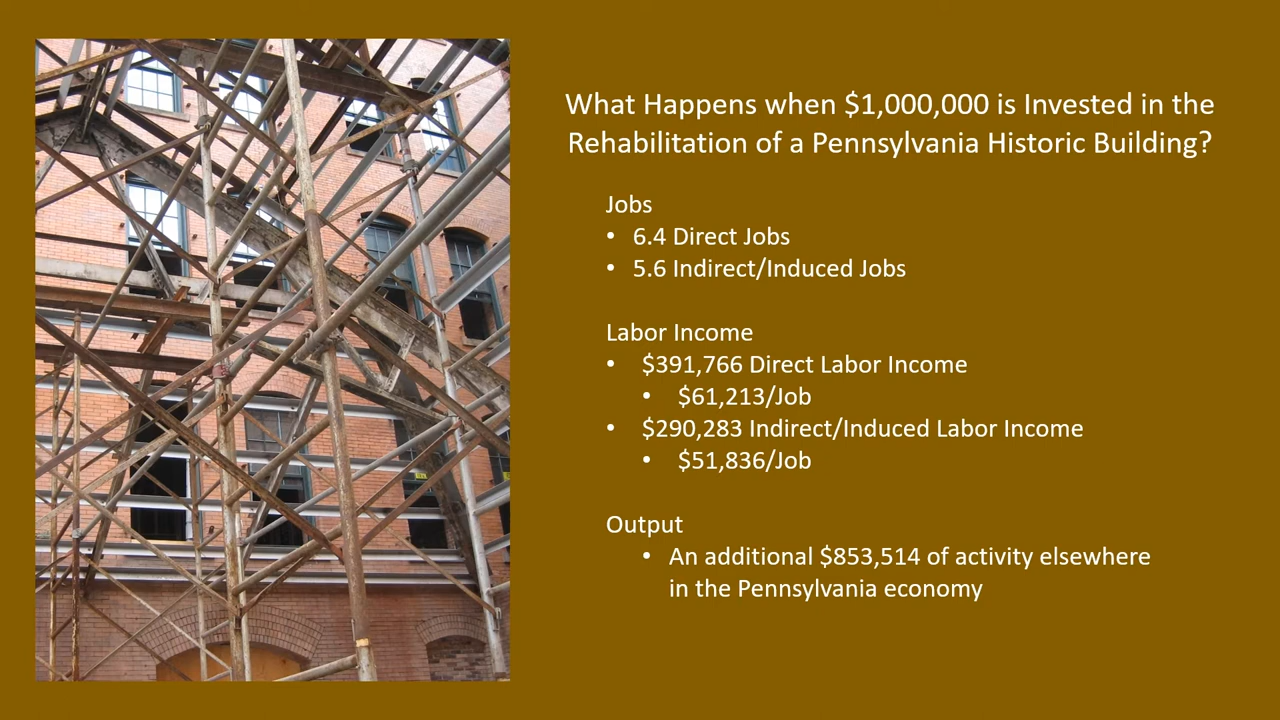 What Happens when $1,000,000 is Invested in the
Rehabilitation of a Pennsylvania Historic Building?
Jobs
• 6.4 Direct Jobs
• 5.6 Indirect/Induced Jobs
Labor Income
• $391,766 Direct Labor Income
• $61,213/Job
• $290,283 Indirect/Induced Labor Income
• $51,836/Job
Output
• An additional $853,514 of activity elsewhere
in the Pennsylvania economy